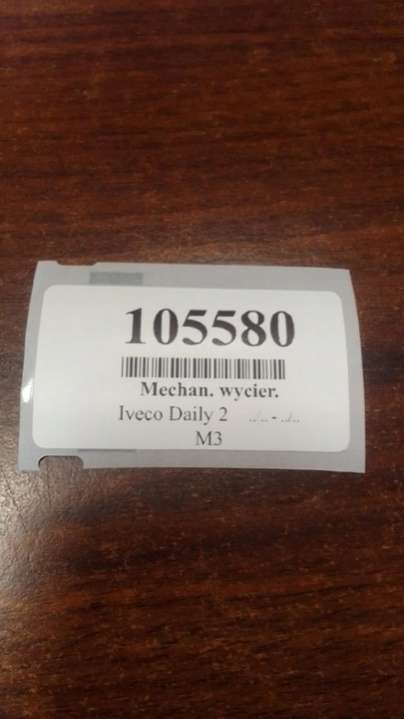 105580
Mechan. wycier.
Iveco Daily 2 ../.. - ../..
M3